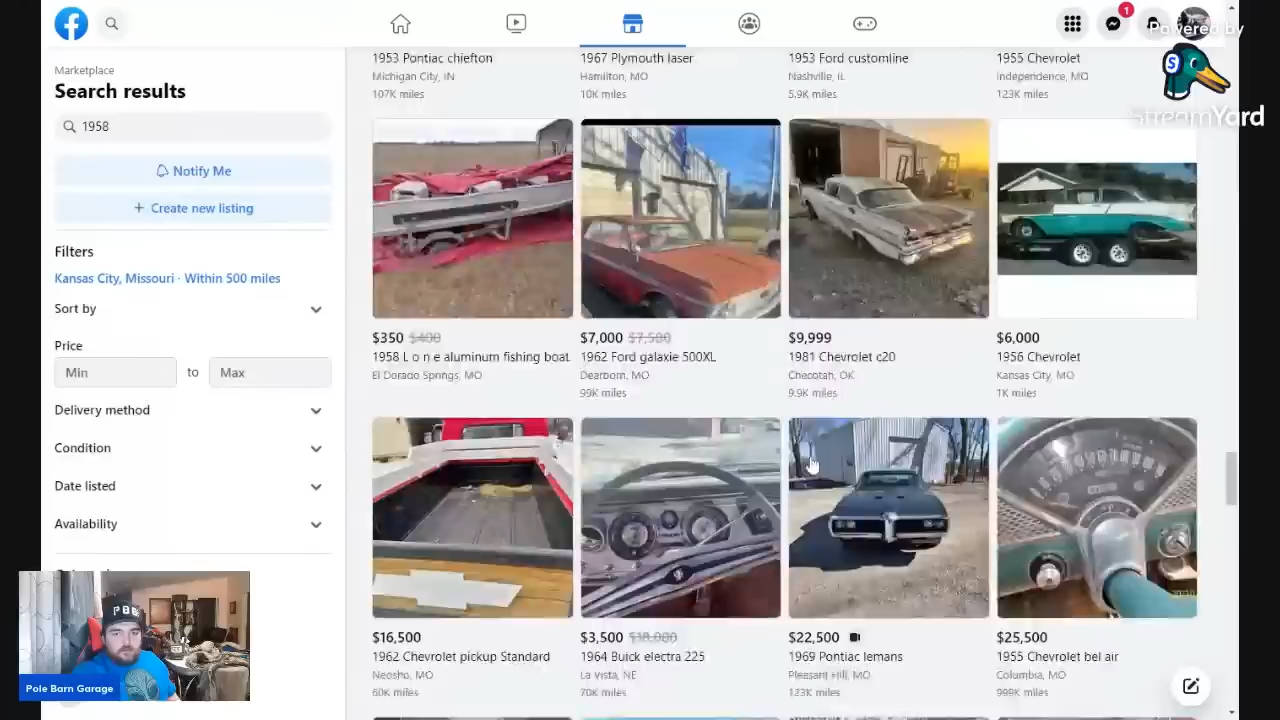 1
Powered by
S
StreamYard
Marketplace
Search results
1958
Notify Me
+ Create new listing
Filters
Kansas City, Missouri · Within 500 miles
Sort by
Price
Min
to
Max
Delivery method
Condition
Date listed
Availability
1953 Pontiac chiefton
Michigan City, IN
107K miles
1967 Plymouth laser
Hamilton, MO
10K miles
1953 Ford customline
Nashville, IL
5.9K miles
1955 Chevrolet
Independence, MO
123K miles
$350 $400
1958 L o n e aluminum fishing boat
El Dorado Springs, MO
$7,000 $7,500
1962 Ford galaxie 500XL
Dearborn, MO
99K miles
$9,999
1981 Chevrolet c20
Checotah, OK
9.9K miles
$6,000
1956 Chevrolet
Kansas City, MO
1K miles
$16,500
1962 Chevrolet pickup Standard
Neosho, MO
60K miles
$3,500 $18,000
1964 Buick electra 225
La Vista, NE
70K miles
$22,500
1969 Pontiac lemans
Pleasant Hill, MO
123K miles
$25,500
1955 Chevrolet bel air
Columbia, MO
999K miles
PBG
Pole Barn Garage